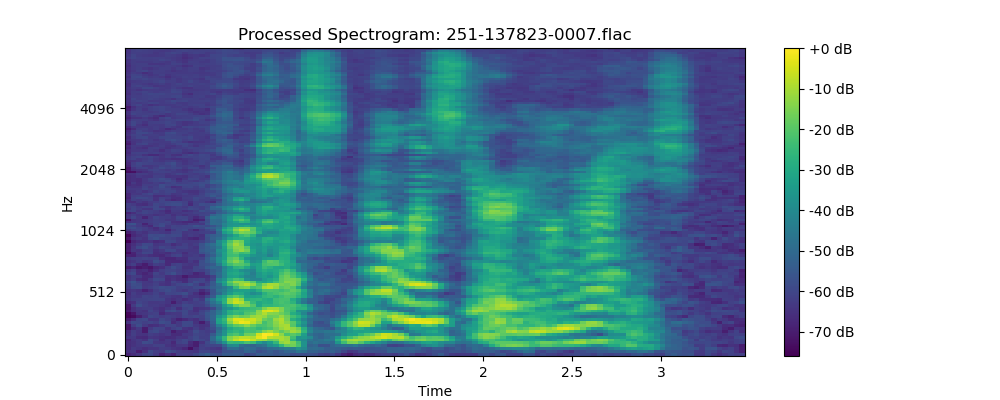 Processed Spectrogram: 251-137823-0007.flac
+0 dB
4096
-10 dB
-20 dB
2048
-30 dB
Hz
1024
-40 dB
-50 dB
512
-60 dB
-70 dB
0
0 0.5 1 1.5 2 2.5 3
Time